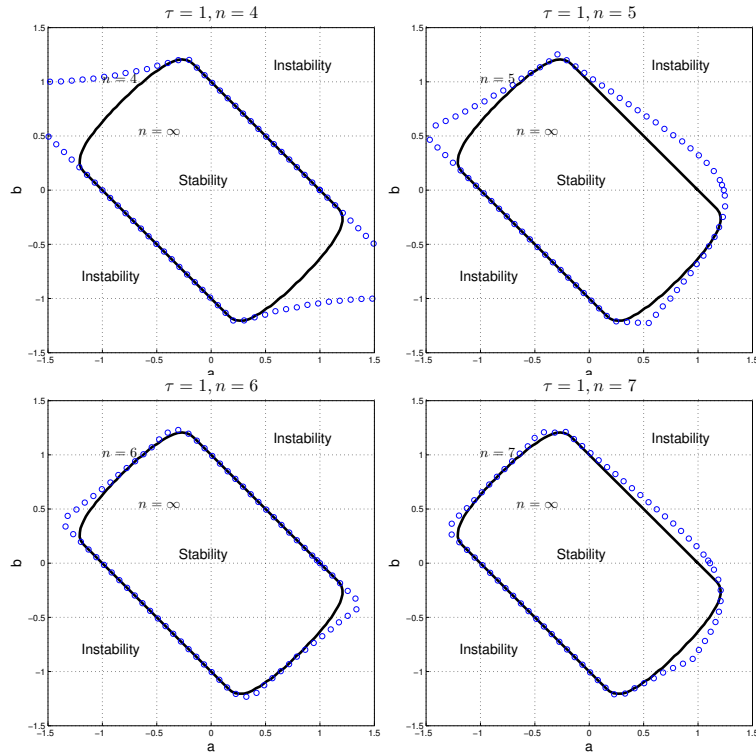 τ = 1, n = 4
1.5
1
0.5
0
−0.5
−1
−1.5
b
−1.5 −1 −0.5 0 0.5 1 1.5
a
n = 4
n = ∞
Instability
Stability
Instability
τ = 1, n = 5
1.5
1
0.5
0
−0.5
−1
−1.5
b
−1.5 −1 −0.5 0 0.5 1 1.5
a
n = 5
n = ∞
Instability
Stability
Instability
τ = 1, n = 6
1.5
1
0.5
0
−0.5
−1
−1.5
b
−1.5 −1 −0.5 0 0.5 1 1.5
a
n = 6
n = ∞
Instability
Stability
Instability
τ = 1, n = 7
1.5
1
0.5
0
−0.5
−1
−1.5
b
−1.5 −1 −0.5 0 0.5 1 1.5
a
n = 7
n = ∞
Instability
Stability
Instability